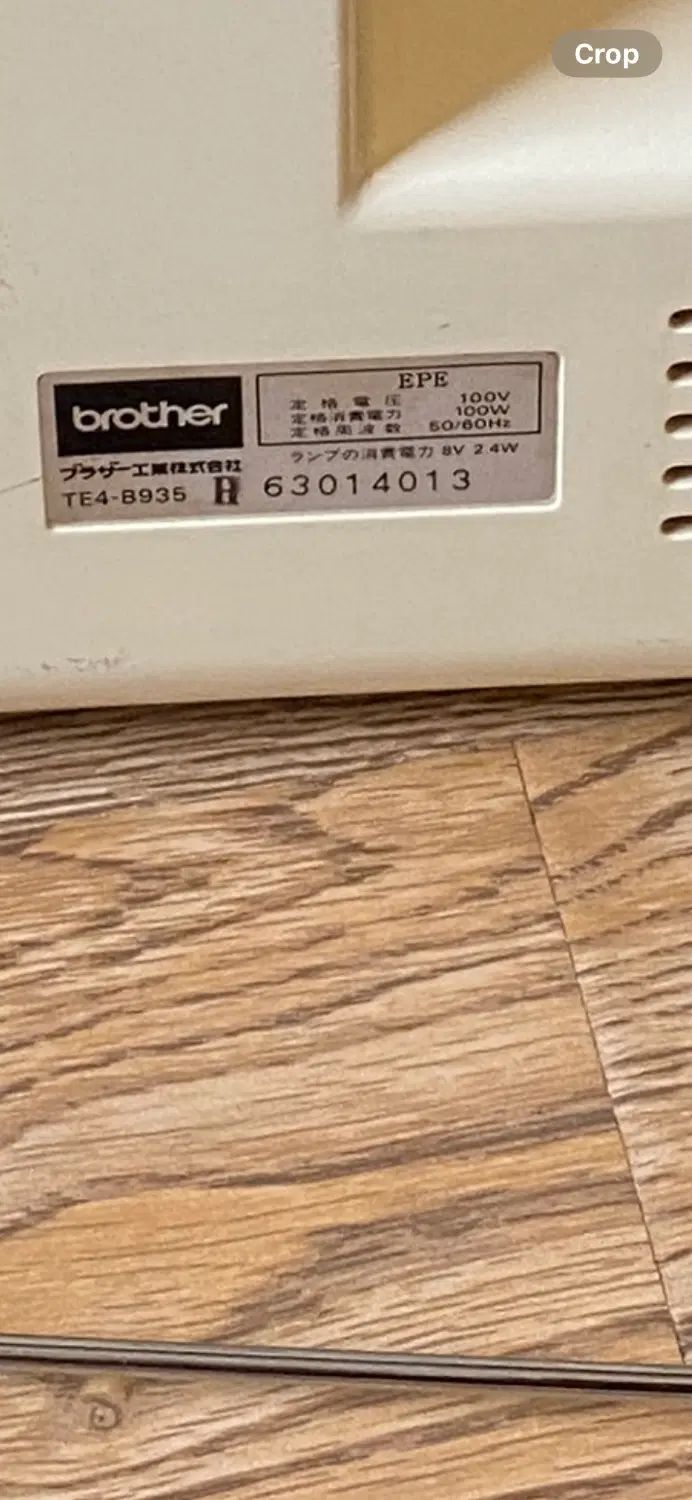 Crop
brother
EPE
定格電圧 100V
定格消費電力 100W
定格周波数 50/60Hz
ブラザー工業株式会社
ランプの消費電力 8V 2.4W
TE4-B935 H 63014013